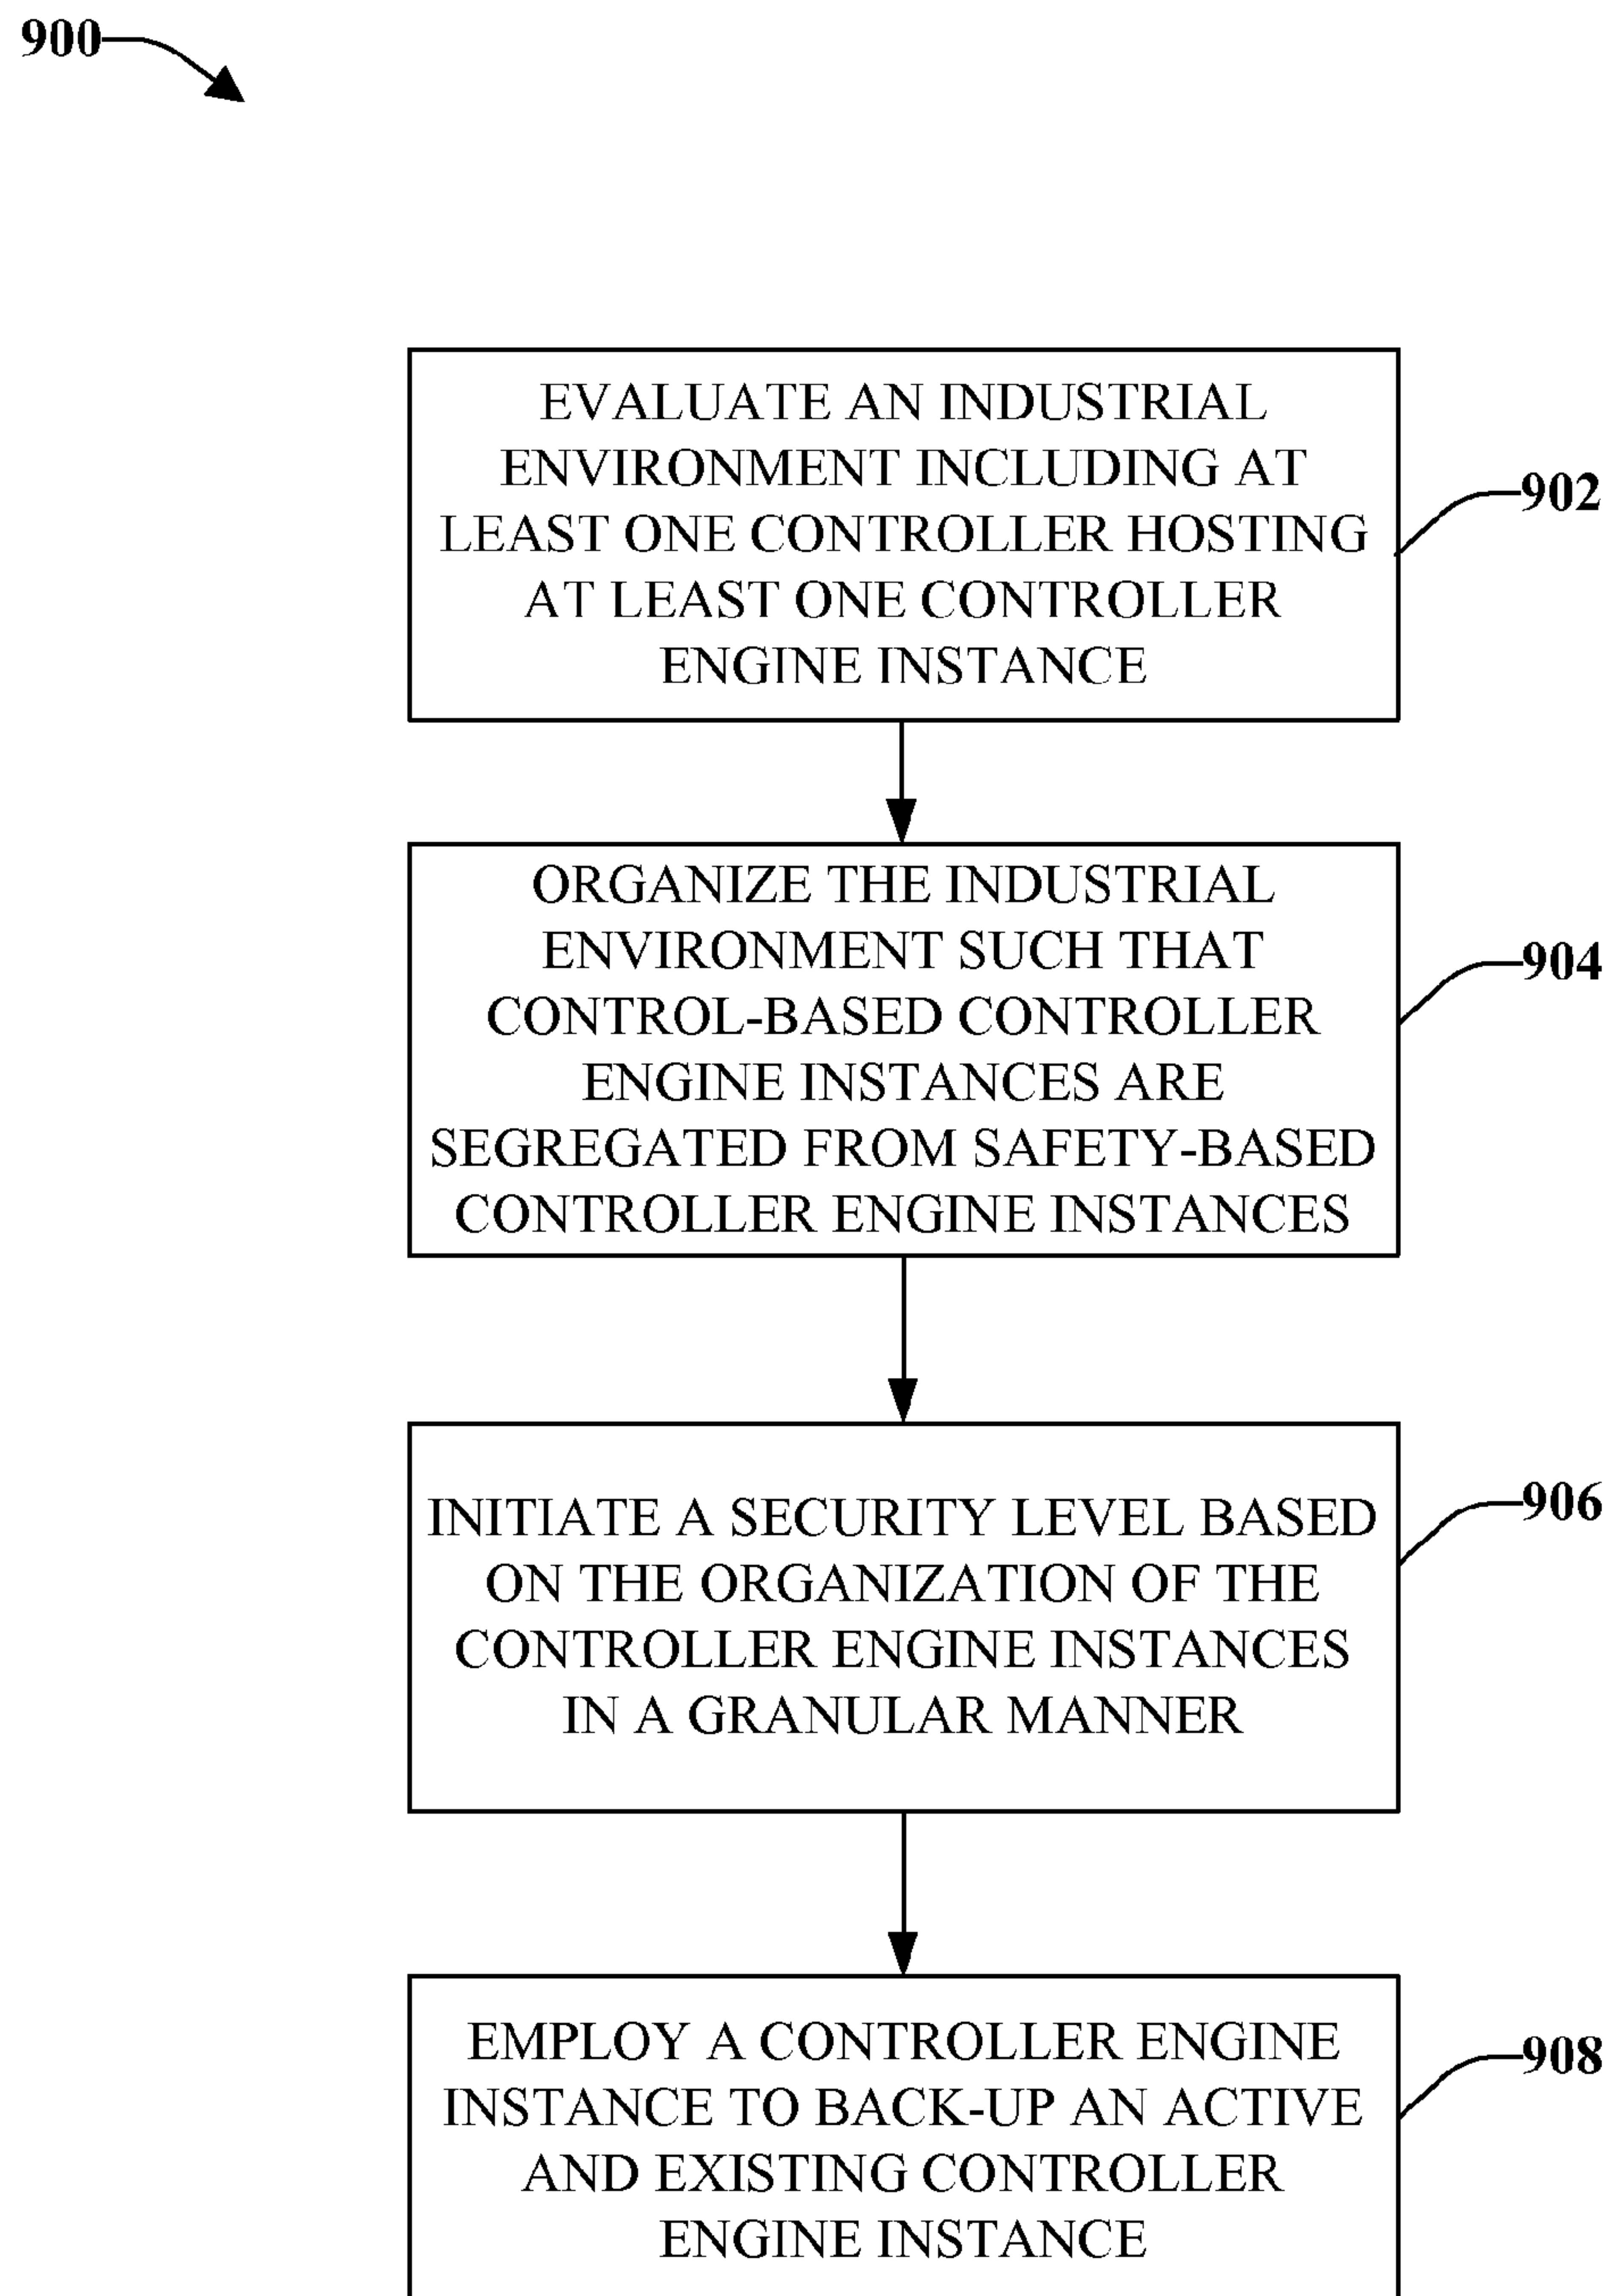 900
EVALUATE AN INDUSTRIAL
ENVIRONMENT INCLUDING AT
LEAST ONE CONTROLLER HOSTING
AT LEAST ONE CONTROLLER
ENGINE INSTANCE
902
ORGANIZE THE INDUSTRIAL
ENVIRONMENT SUCH THAT
CONTROL-BASED CONTROLLER
ENGINE INSTANCES ARE
SEGREGATED FROM SAFETY-BASED
CONTROLLER ENGINE INSTANCES
904
INITIATE A SECURITY LEVEL BASED
ON THE ORGANIZATION OF THE
CONTROLLER ENGINE INSTANCES
IN A GRANULAR MANNER
906
EMPLOY A CONTROLLER ENGINE
INSTANCE TO BACK-UP AN ACTIVE
AND EXISTING CONTROLLER
ENGINE INSTANCE
908